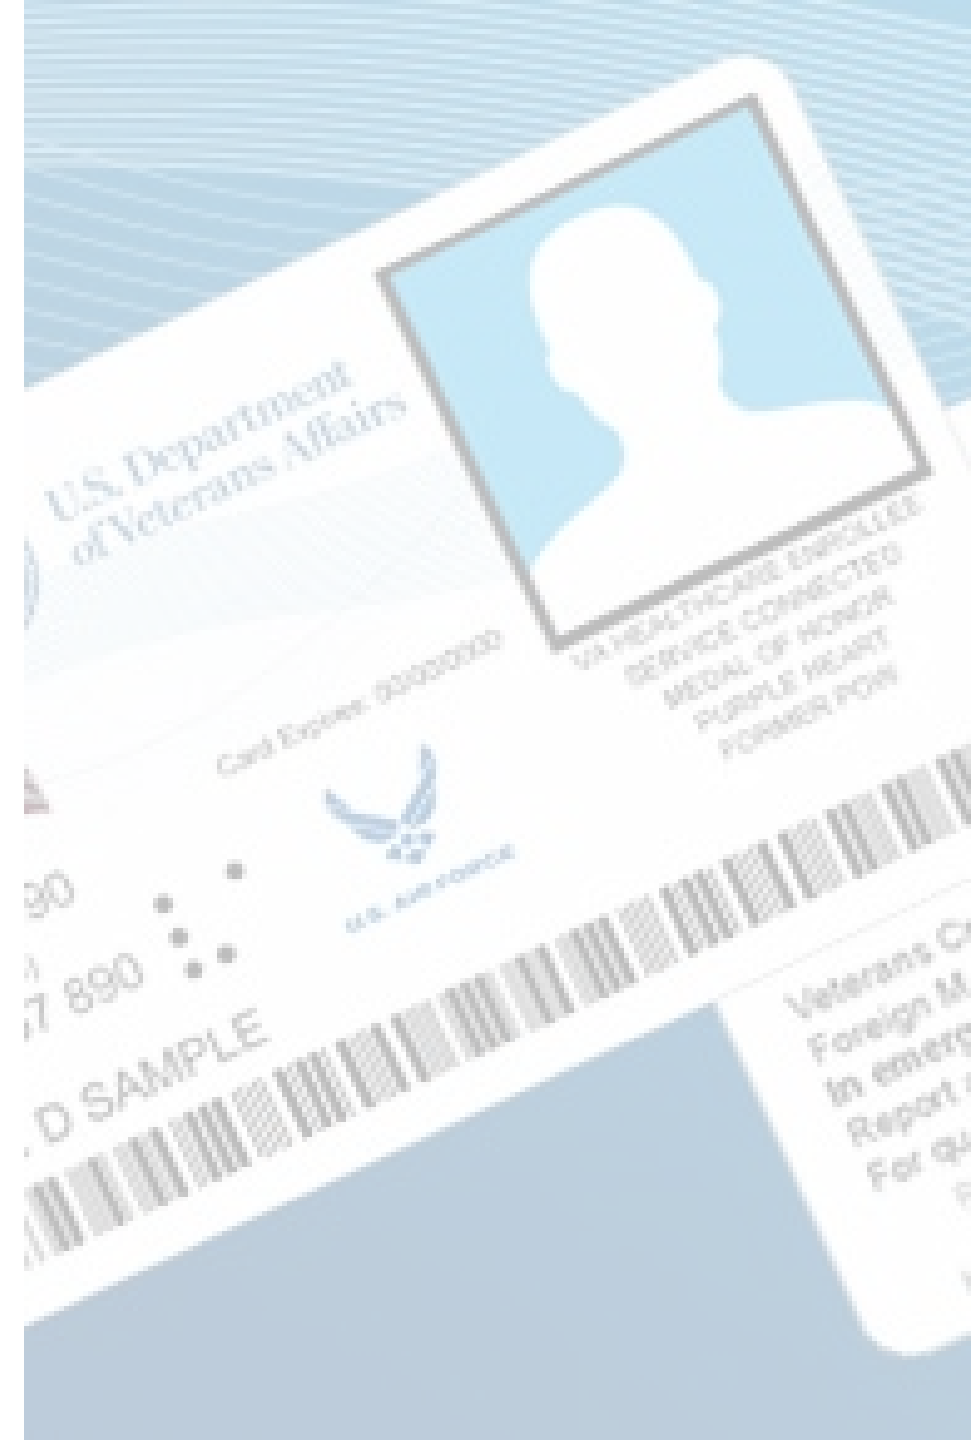 U.S. Department
of Veterans Affairs
VA HEALTHCARE ENROLLEE
SERVICE CONNECTED
MEDAL OF HONOR
PURPLE HEART
FORMER POW
Card Expires: 00/00/0000
U.S. AIR FORCE
90
7 890
D SAMPLE
Veterans C
Foreign M
In emerg
Report
For qu